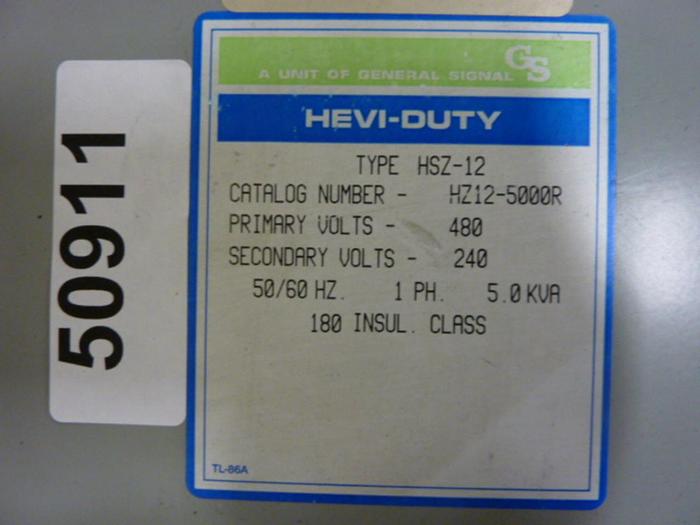 GS
A UNIT OF GENERAL SIGNAL
HEVI-DUTY
TYPE HSZ-12
CATALOG NUMBER - HZ12-5000R
PRIMARY VOLTS - 480
SECONDARY VOLTS - 240
50/60 HZ. 1 PH. 5.0 KVA
180 INSUL. CLASS
TL-86A
50911